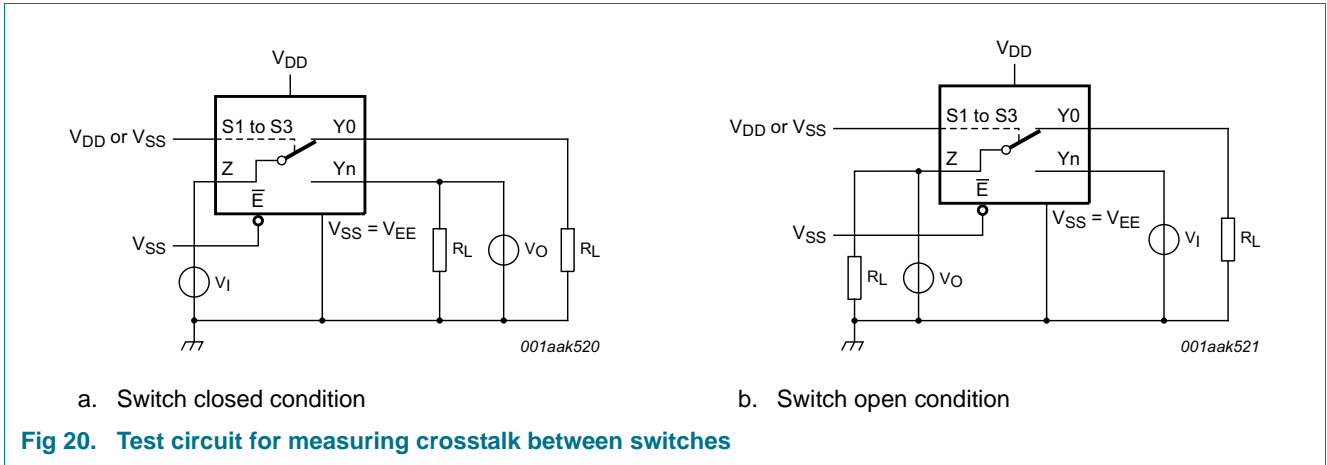 VDD
S1 to S3
Y0
VDD or VSS
Z
Yn
E
VSS = VEE
VSS
RL
VO
RL
VI
001aak520
a. Switch closed condition
VDD
S1 to S3
Y0
VDD or VSS
Z
Yn
E
VSS = VEE
VSS
VI
RL
RL
VO
001aak521
b. Switch open condition
Fig 20. Test circuit for measuring crosstalk between switches